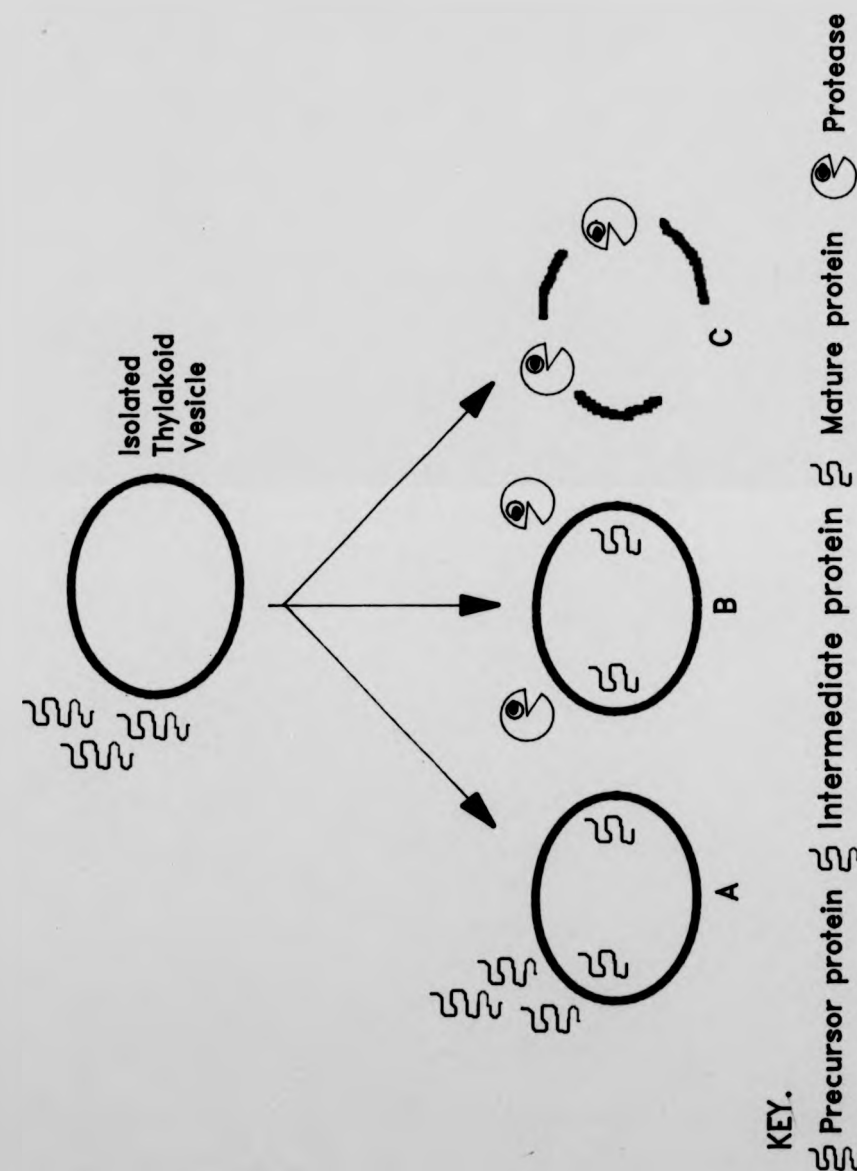 Isolated
Thylakoid
Vesicle
A
B
C
KEY.
Precursor protein
Intermediate protein
Mature protein
Protease